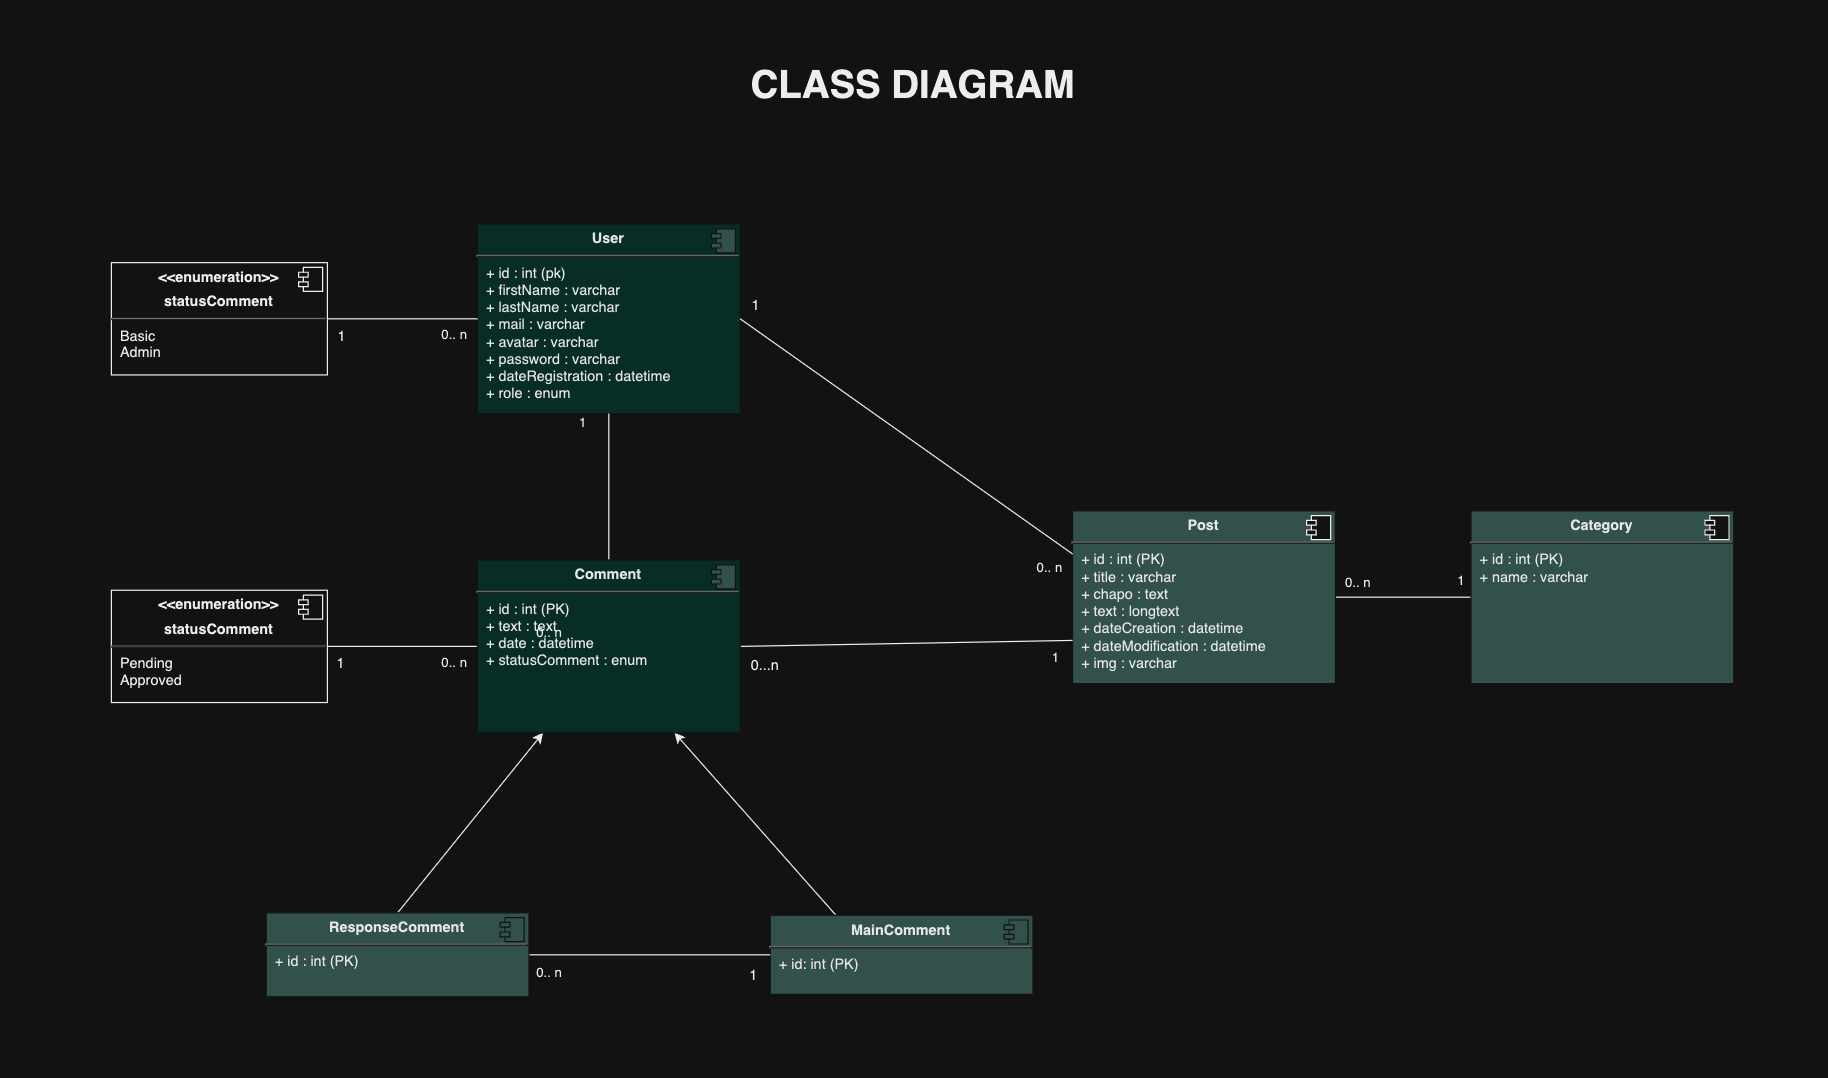 CLASS DIAGRAM
User
+ id : int (pk)
+ firstName : varchar
+ lastName : varchar
+ mail : varchar
+ avatar : varchar
+ password : varchar
+ dateRegistration : datetime
+ role : enum
<<enumeration>>
statusComment
Basic
Admin
1
0.. n
1
1
Post
+ id : int (PK)
+ title : varchar
+ chapo : text
+ text : longtext
+ dateCreation : datetime
+ dateModification : datetime
+ img : varchar
0.. n
0.. n
1
Category
+ id : int (PK)
+ name : varchar
Comment
+ id : int (PK)
+ text : text
0.. n
+ date : datetime
+ statusComment : enum
<<enumeration>>
statusComment
Pending
Approved
1
0.. n
0...n
1
ResponseComment
+ id : int (PK)
0.. n
1
MainComment
+ id: int (PK)